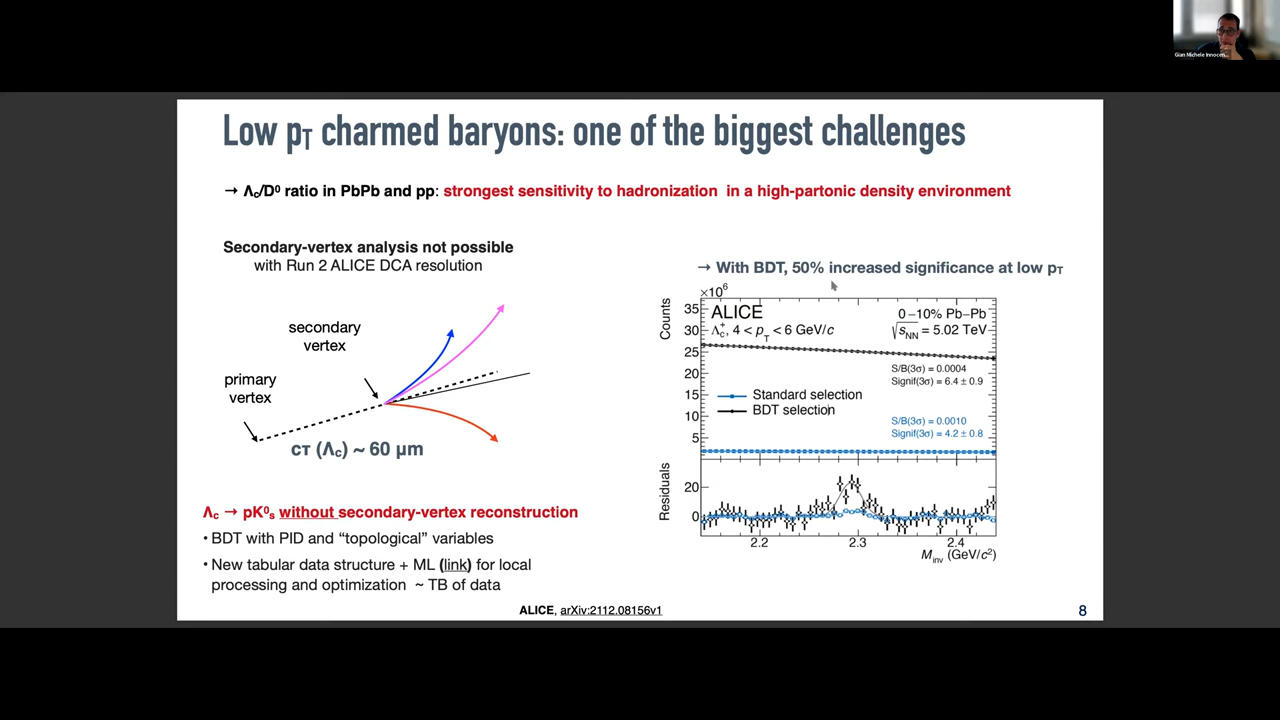 Gian Michele Innocen...
Low pT charmed baryons: one of the biggest challenges
→ Λc/D⁰ ratio in PbPb and pp: strongest sensitivity to hadronization in a high-partonic density environment
Secondary-vertex analysis not possible
with Run 2 ALICE DCA resolution
secondary
vertex
primary
vertex
cτ (Λc) ~ 60 μm
Λc → pK⁰s without secondary-vertex reconstruction
• BDT with PID and “topological” variables
• New tabular data structure + ML (link) for local
processing and optimization ~ TB of data
→ With BDT, 50% increased significance at low pT
×10⁶
Counts
35
30
25
20
15
10
5
ALICE
Λc⁺, 4 < pT < 6 GeV/c
0−10% Pb−Pb
√sNN = 5.02 TeV
S/B(3σ) = 0.0004
Signif(3σ) = 6.4 ± 0.9
Standard selection
BDT selection
S/B(3σ) = 0.0010
Signif(3σ) = 4.2 ± 0.8
Residuals
20
0
2.2
2.3
2.4
Minv (GeV/c²)
ALICE, arXiv:2112.08156v1
8